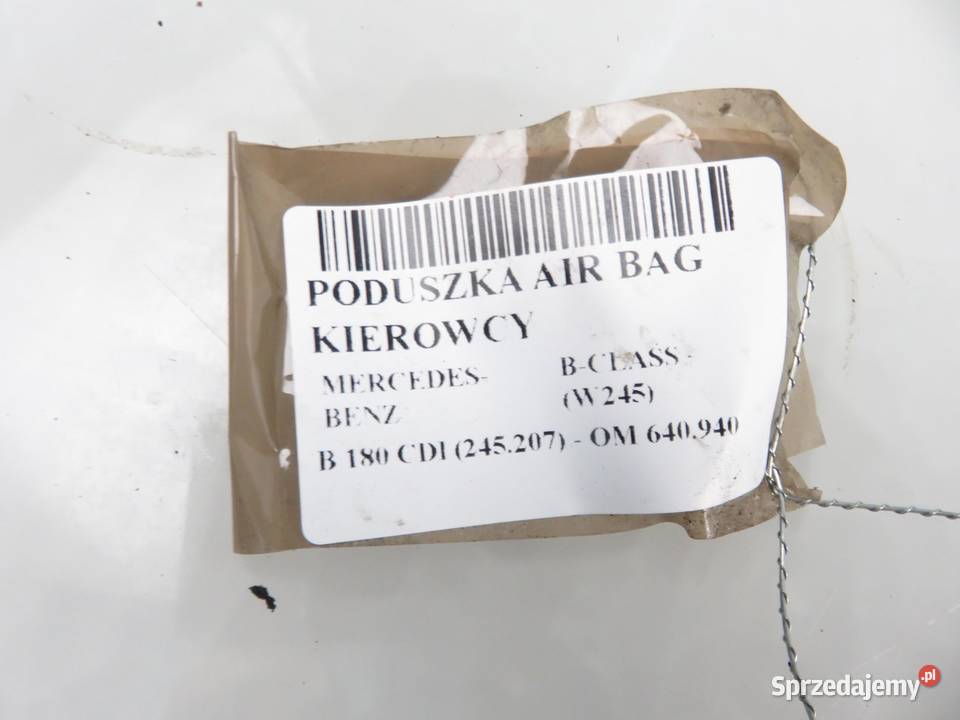 PODUSZKA AIR BAG
KIEROWCY
MERCEDES-
BENZ
B-CLASS -
(W245)
B 180 CDI (245.207) - OM 640.940
Sprzedajemy.pl